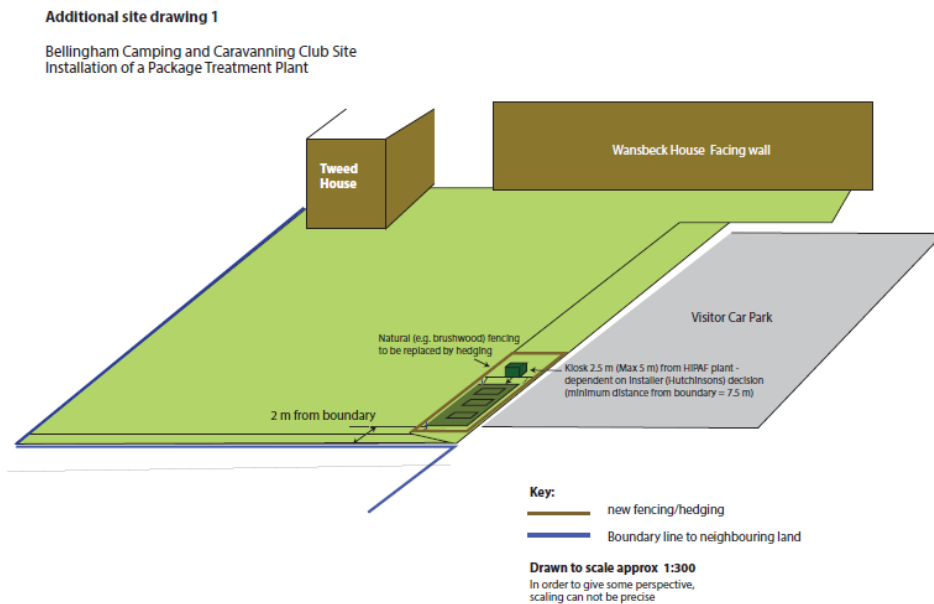 Additional site drawing 1
Bellingham Camping and Caravanning Club Site
Installation of a Package Treatment Plant
Tweed
House
Wansbeck House Facing wall
Visitor Car Park
Natural (e.g. brushwood) fencing
to be replaced by hedging
Kiosk 2.5 m (Max 5 m) from HIPAF plant -
dependent on installer (Hutchinsons) decision
(minimum distance from boundary = 7.5 m)
2 m from boundary
Key:
new fencing/hedging
Boundary line to neighbouring land
Drawn to scale approx 1:300
In order to give some perspective,
scaling can not be precise